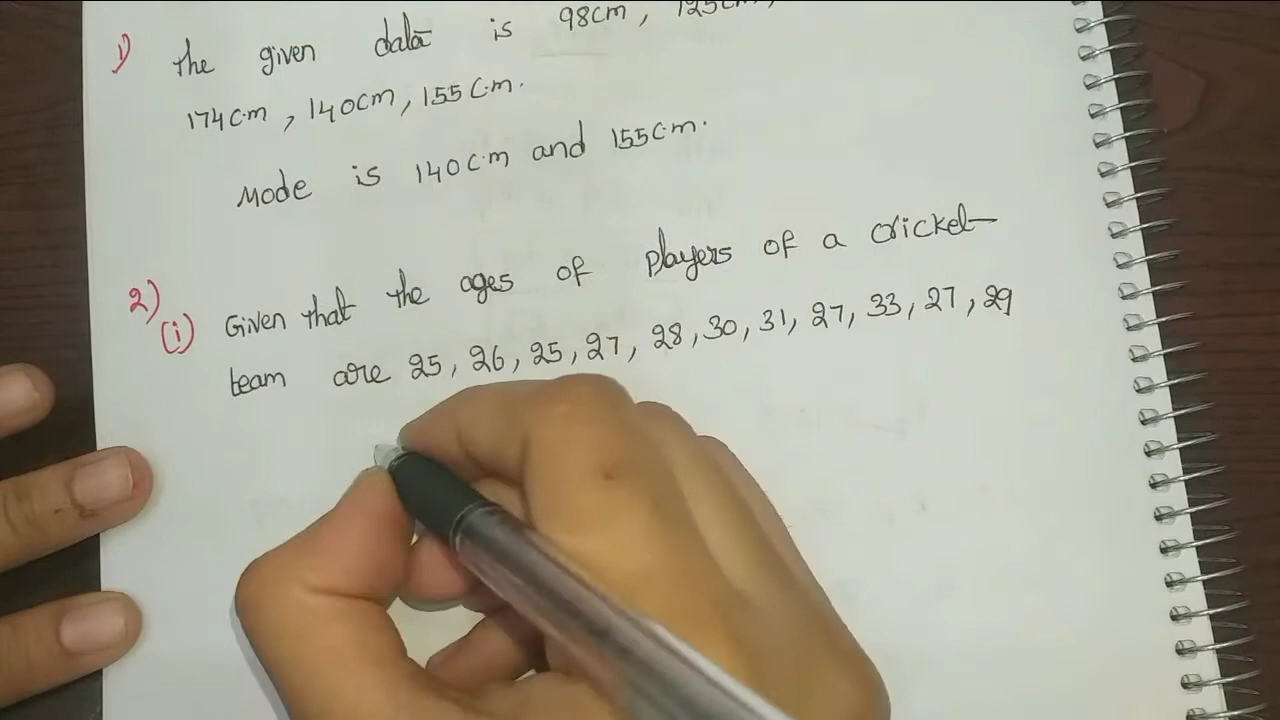 1) The given data is 98cm, 125cm,
174cm, 140cm, 155cm.
Mode is 140cm and 155cm.
2)
(i) Given that the ages of players of a cricket
team are 25, 26, 25, 27, 28, 30, 31, 27, 33, 27, 29